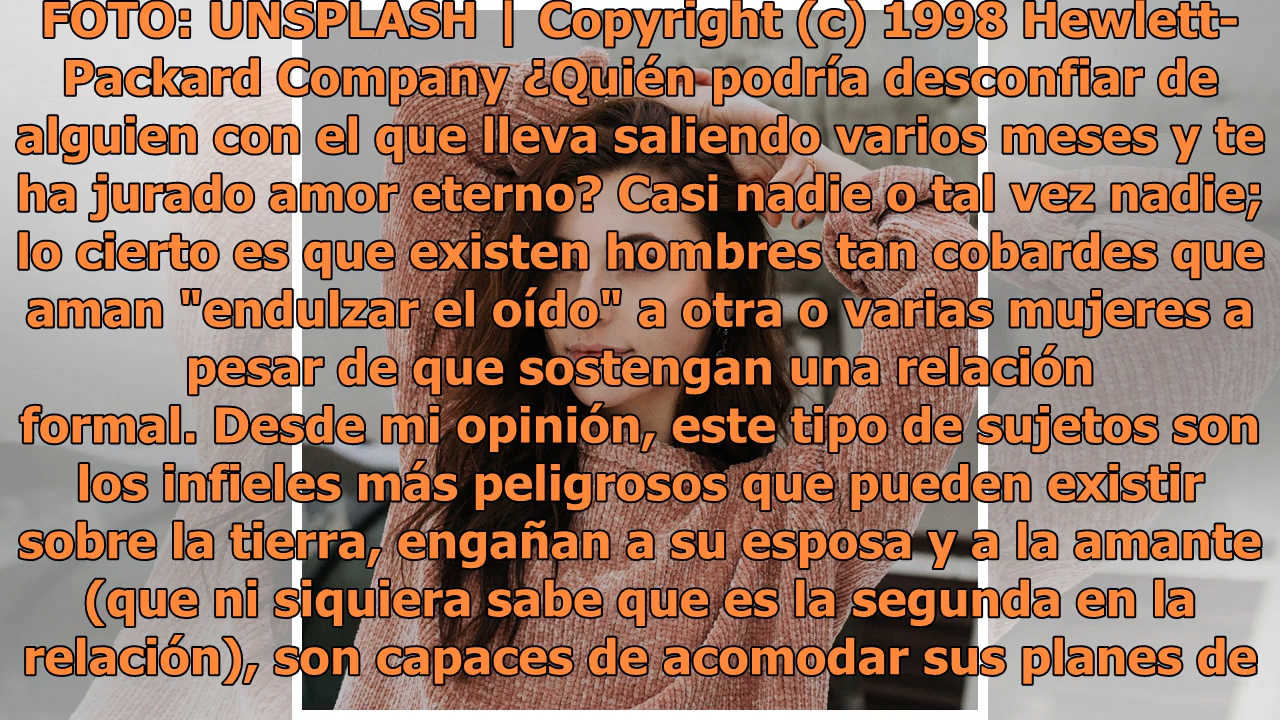 FOTO: UNSPLASH | Copyright (c) 1998 Hewlett-
Packard Company ¿Quién podría desconfiar de
alguien con el que lleva saliendo varios meses y te
ha jurado amor eterno? Casi nadie o tal vez nadie;
lo cierto es que existen hombres tan cobardes que
aman "endulzar el oído" a otra o varias mujeres a
pesar de que sostengan una relación
formal. Desde mi opinión, este tipo de sujetos son
los infieles más peligrosos que pueden existir
sobre la tierra, engañan a su esposa y a la amante
(que ni siquiera sabe que es la segunda en la
relación), son capaces de acomodar sus planes de